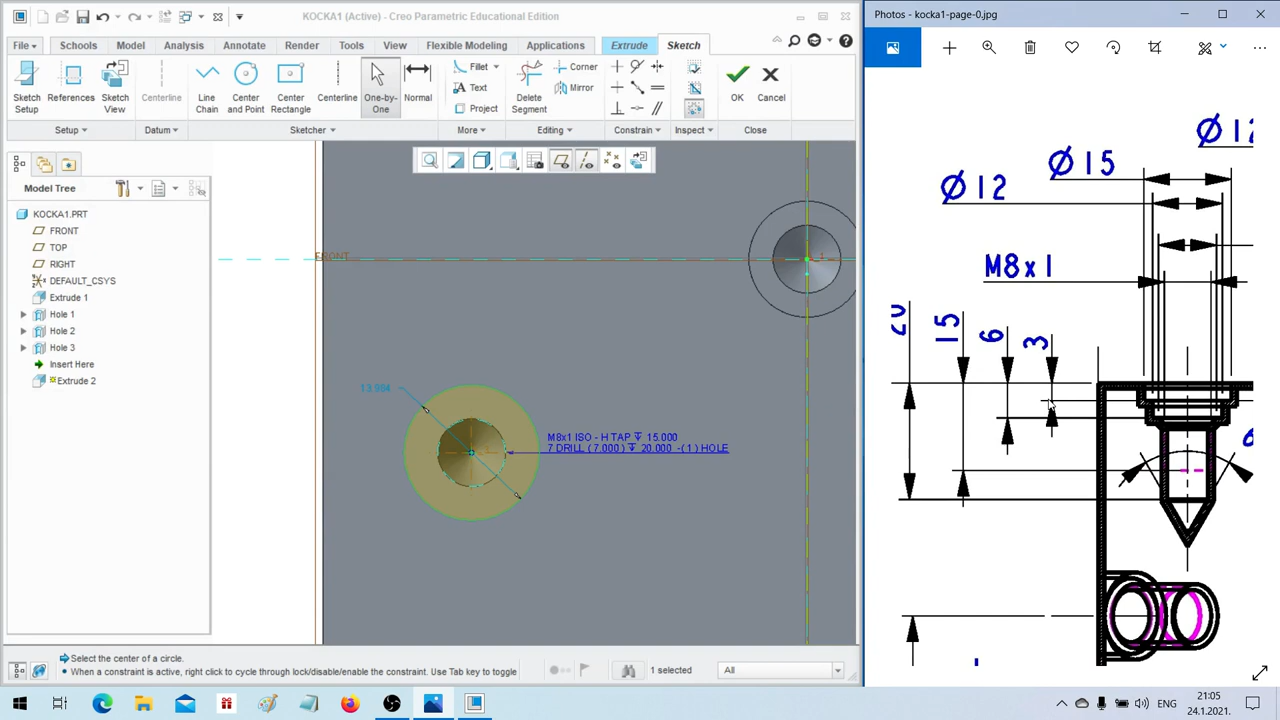 KOCKA1 (Active) - Creo Parametric Educational Edition
File
Schools
Model
Analysis
Annotate
Render
Tools
View
Flexible Modeling
Applications
Extrude
Sketch
Sketch Setup
References
Sketch View
Setup
Centerline
Datum
Line Chain
Center and Point
Center Rectangle
Centerline
One-by-One
Normal
Sketcher
Fillet
Text
Project
More
Delete Segment
Corner
Mirror
Editing
Constrain
Inspect
OK
Cancel
Close
Model Tree
KOCKA1.PRT
FRONT
TOP
RIGHT
DEFAULT_CSYS
Extrude 1
Hole 1
Hole 2
Hole 3
Insert Here
Extrude 2
FRONT
M8x1 ISO - H TAP ↧ 15.000
7 DRILL ( 7.000 ) ↧ 20.000 -( 1 ) HOLE
Select the center of a circle.
When a constraint is active, right click to cycle through lock/disable/enable the constraint. Use Tab key to toggle
1 selected
All
Photos - kocka1-page-0.jpg
Ø12
Ø15
Ø12
M8x1
15
6
3
ENG
21:05
24.1.2021.